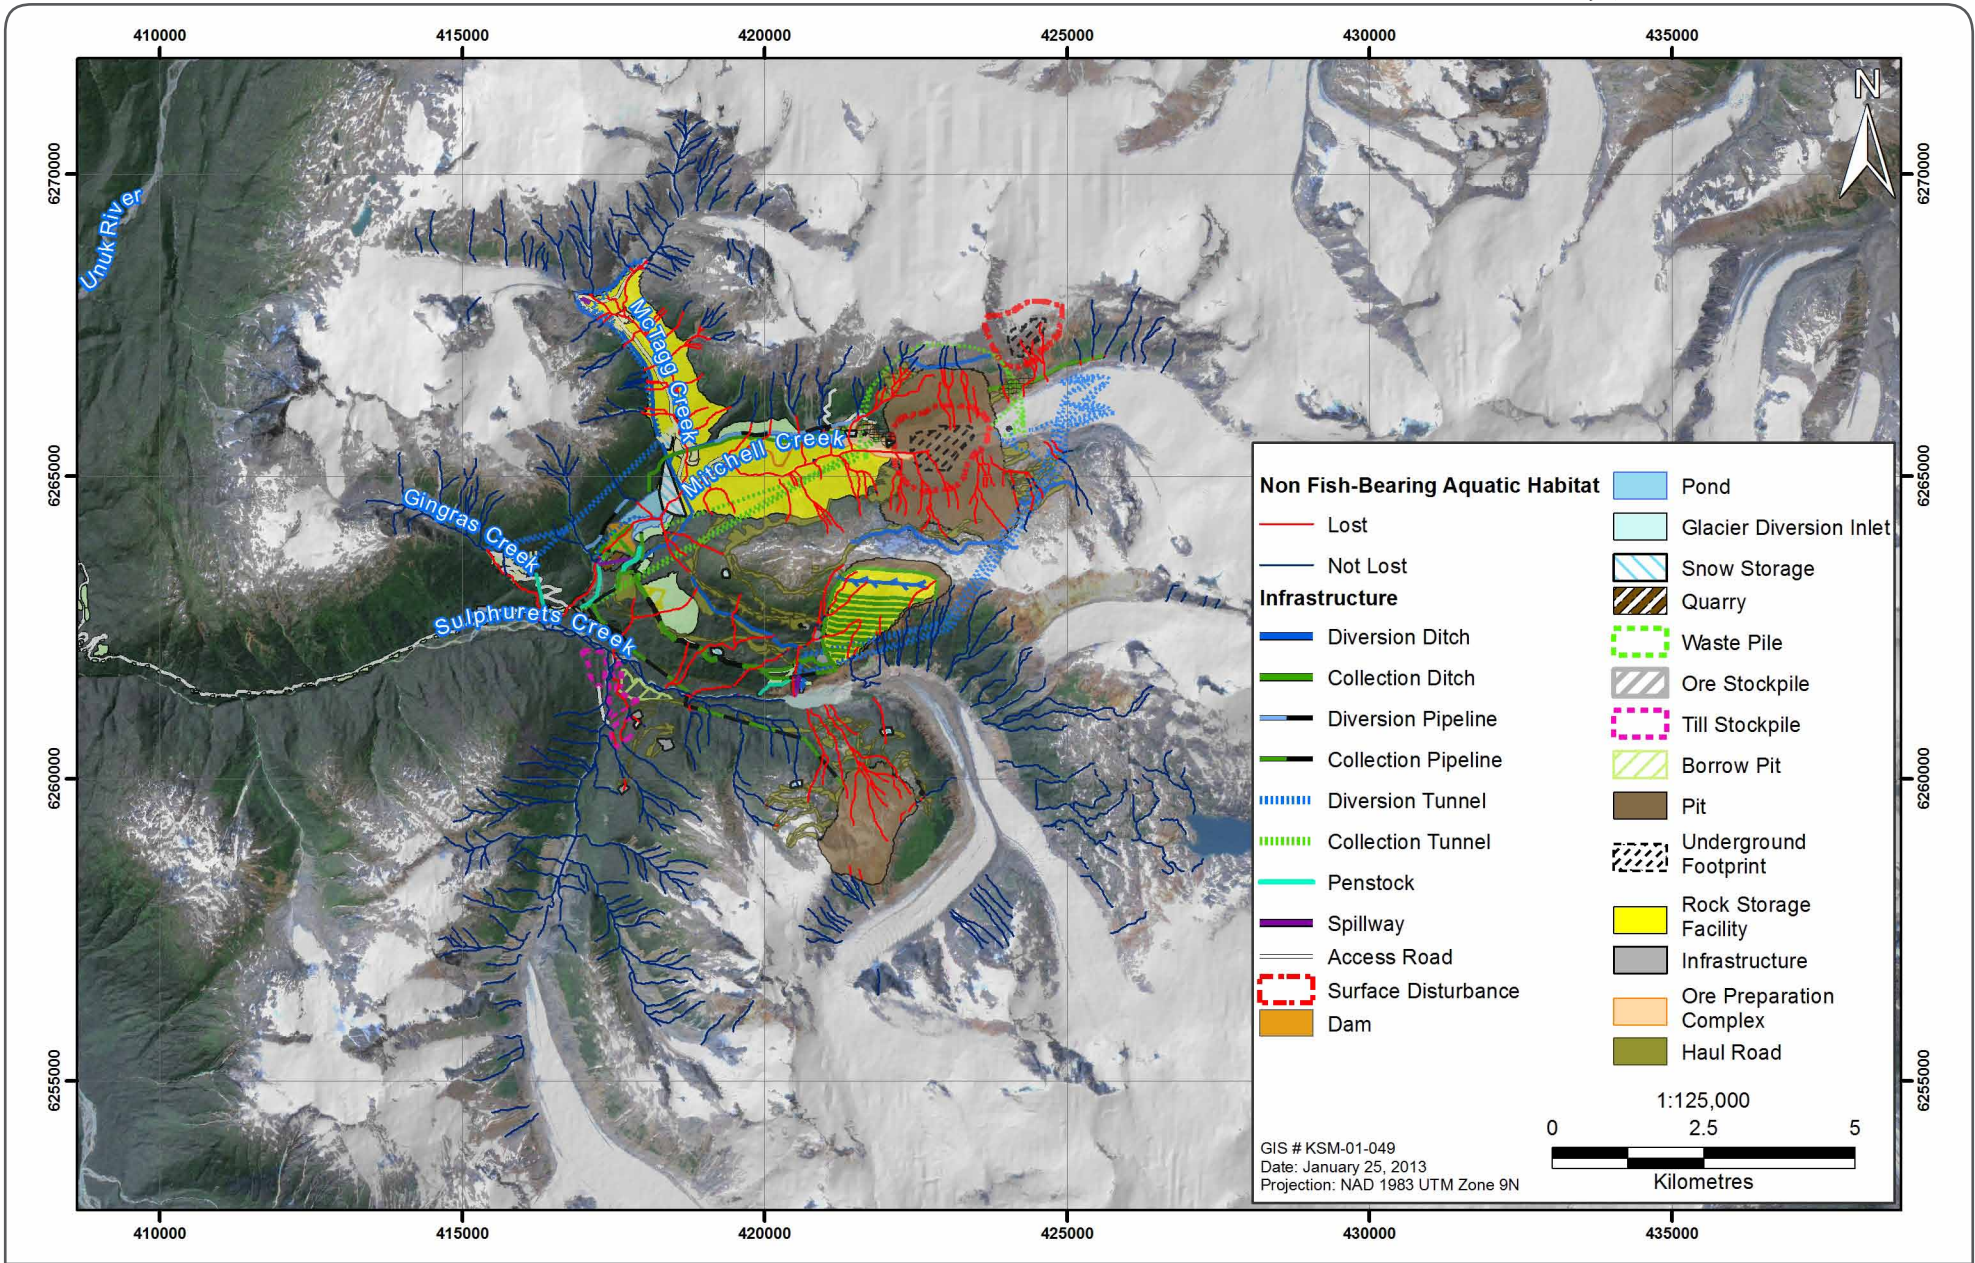 410000 415000 420000 425000 430000 435000
6270000
6265000
6260000
6255000
6270000
6260000
6255000
N
Unuk River
McTagg Creek
Mitchell Creek
Gingras Creek
Sulphurets Creek
Non Fish-Bearing Aquatic Habitat
Lost
Not Lost
Infrastructure
Diversion Ditch
Collection Ditch
Diversion Pipeline
Collection Pipeline
Diversion Tunnel
Collection Tunnel
Penstock
Spillway
Access Road
Surface Disturbance
Dam
Pond
Glacier Diversion Inlet
Snow Storage
Quarry
Waste Pile
Ore Stockpile
Till Stockpile
Borrow Pit
Pit
Underground
Footprint
Rock Storage
Facility
Infrastructure
Ore Preparation
Complex
Haul Road
1:125,000
0 2.5 5
Kilometres
GIS # KSM-01-049
Date: January 25, 2013
Projection: NAD 1983 UTM Zone 9N
6265000
410000 415000 420000 425000 430000 435000